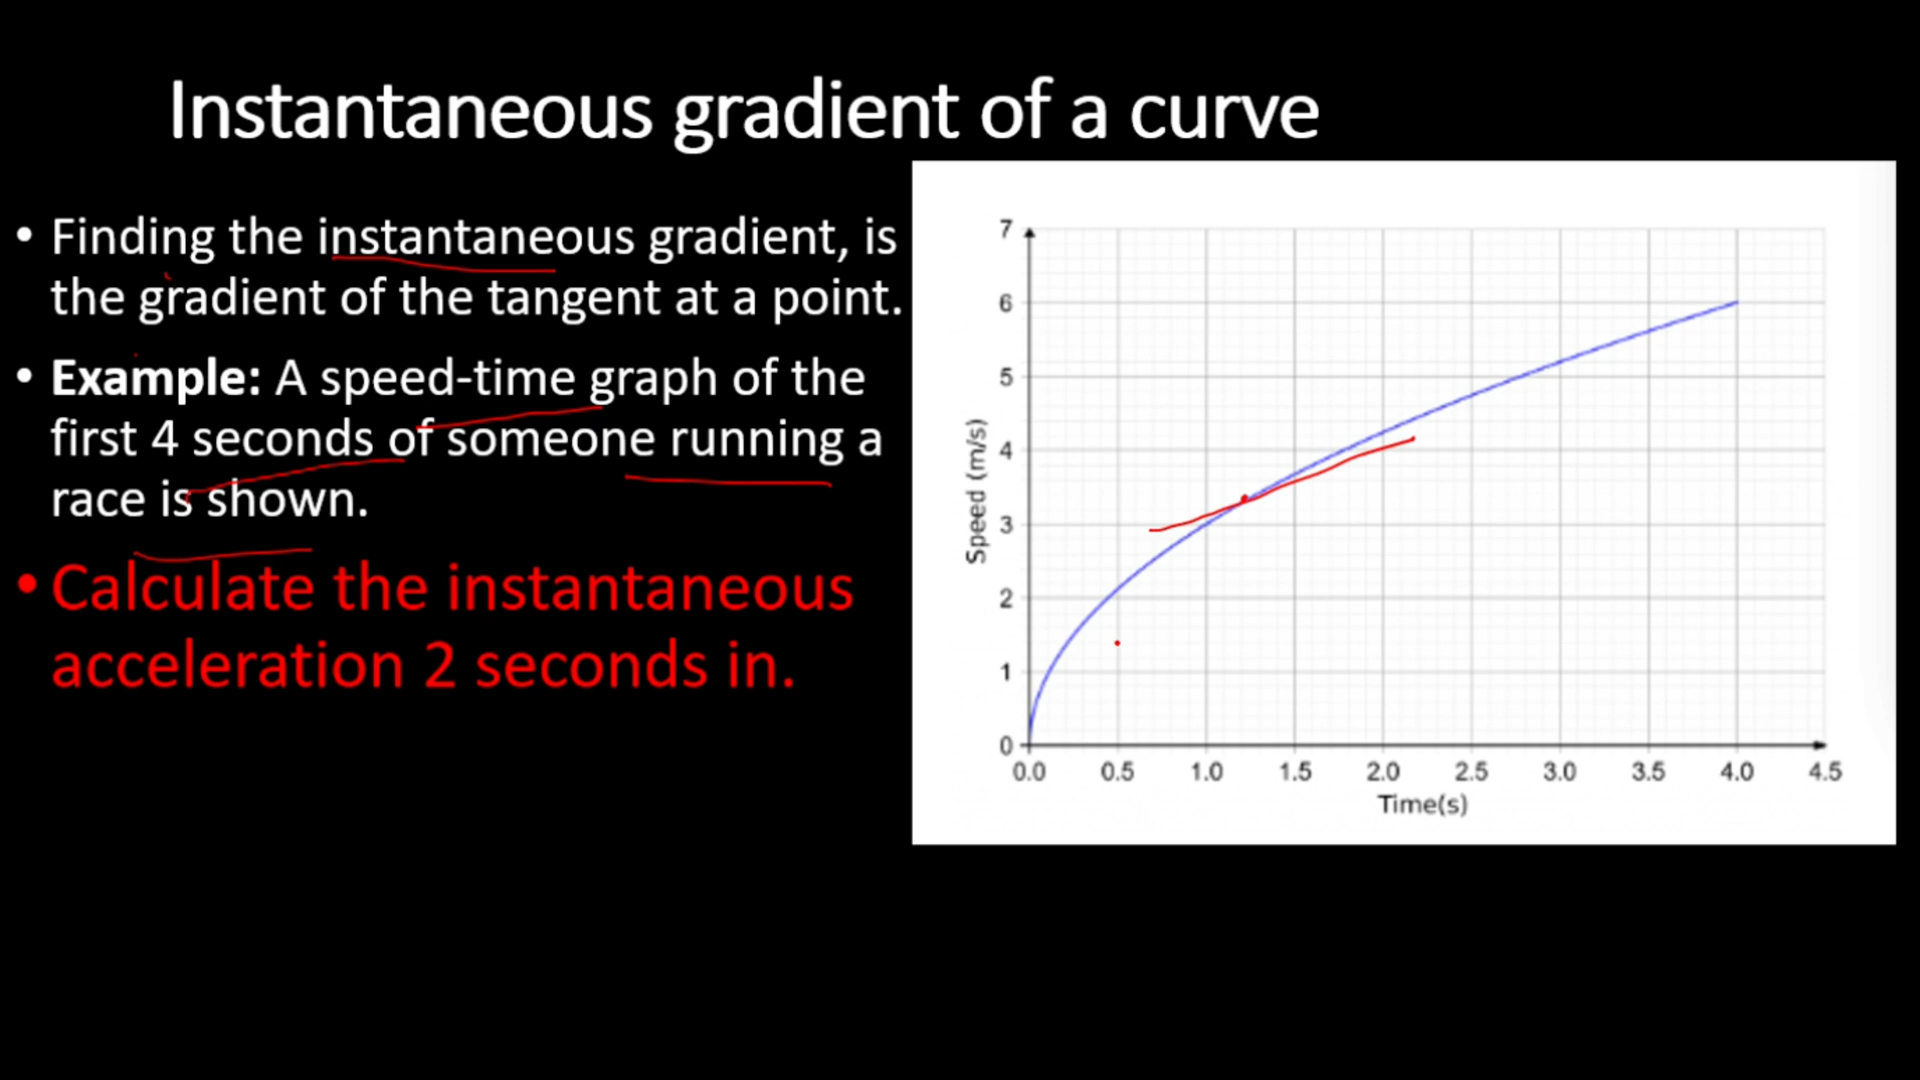 Instantaneous gradient of a curve
• Finding the instantaneous gradient, is
the gradient of the tangent at a point.
• Example: A speed-time graph of the
first 4 seconds of someone running a
race is shown.
• Calculate the instantaneous
acceleration 2 seconds in.
7
6
5
4
3
2
1
0
Speed (m/s)
0.0 0.5 1.0 1.5 2.0 2.5 3.0 3.5 4.0 4.5
Time(s)